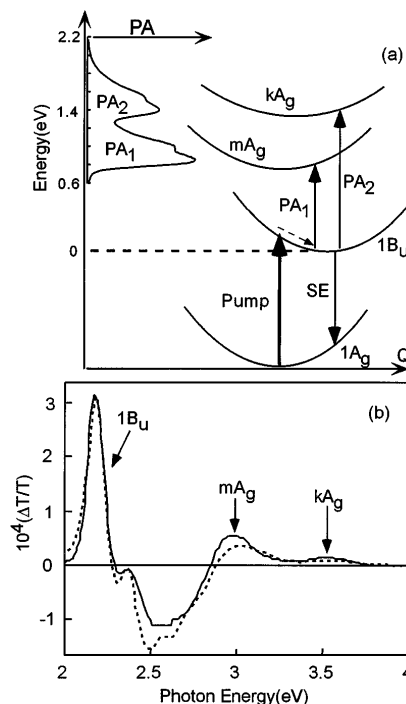 PA
(a)
2.2
kAg
PA2
1.4
mAg
Energy(eV)
PA1
0.6
PA1
PA2
1Bu
0
Pump
SE
1Ag
Q
(b)
3
1Bu
2
mAg
kAg
10^4(ΔT/T)
1
0
-1
2
2.5
3
3.5
4
Photon Energy(eV)